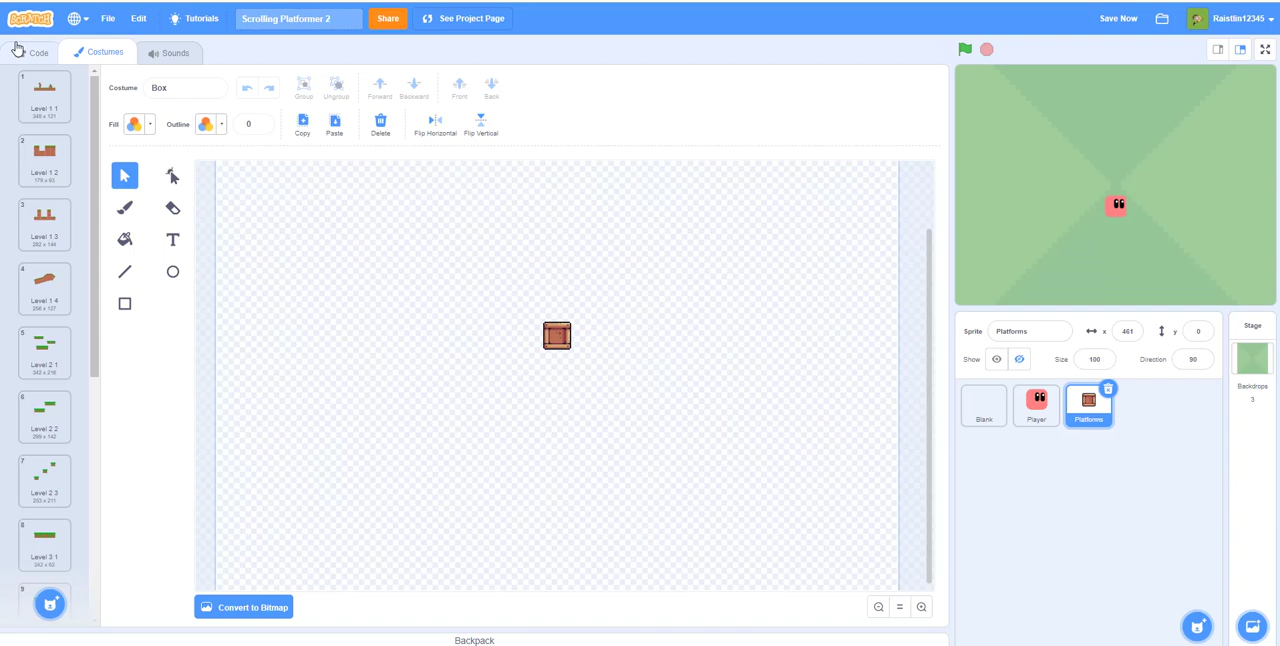 SCRATCH File Edit Tutorials Scrolling Platformer 2 Share See Project Page Save Now Raistlin12345
Code Costumes Sounds
Costume Box Group Ungroup Forward Backward Front Back
Fill Outline 0 Copy Paste Delete Flip Horizontal Flip Vertical
1
Level 1 1
348 x 121
2
Level 1 2
178 x 93
3
Level 1 3
282 x 144
4
Level 1 4
256 x 127
5
Level 2 1
342 x 216
6
Level 2 2
299 x 142
7
Level 2 3
253 x 211
8
Level 3 1
242 x 62
9
Convert to Bitmap
Backpack
Sprite Platforms x 461 y 0
Show Size 100 Direction 90
Blank Player Platforms
Stage
Backdrops
3